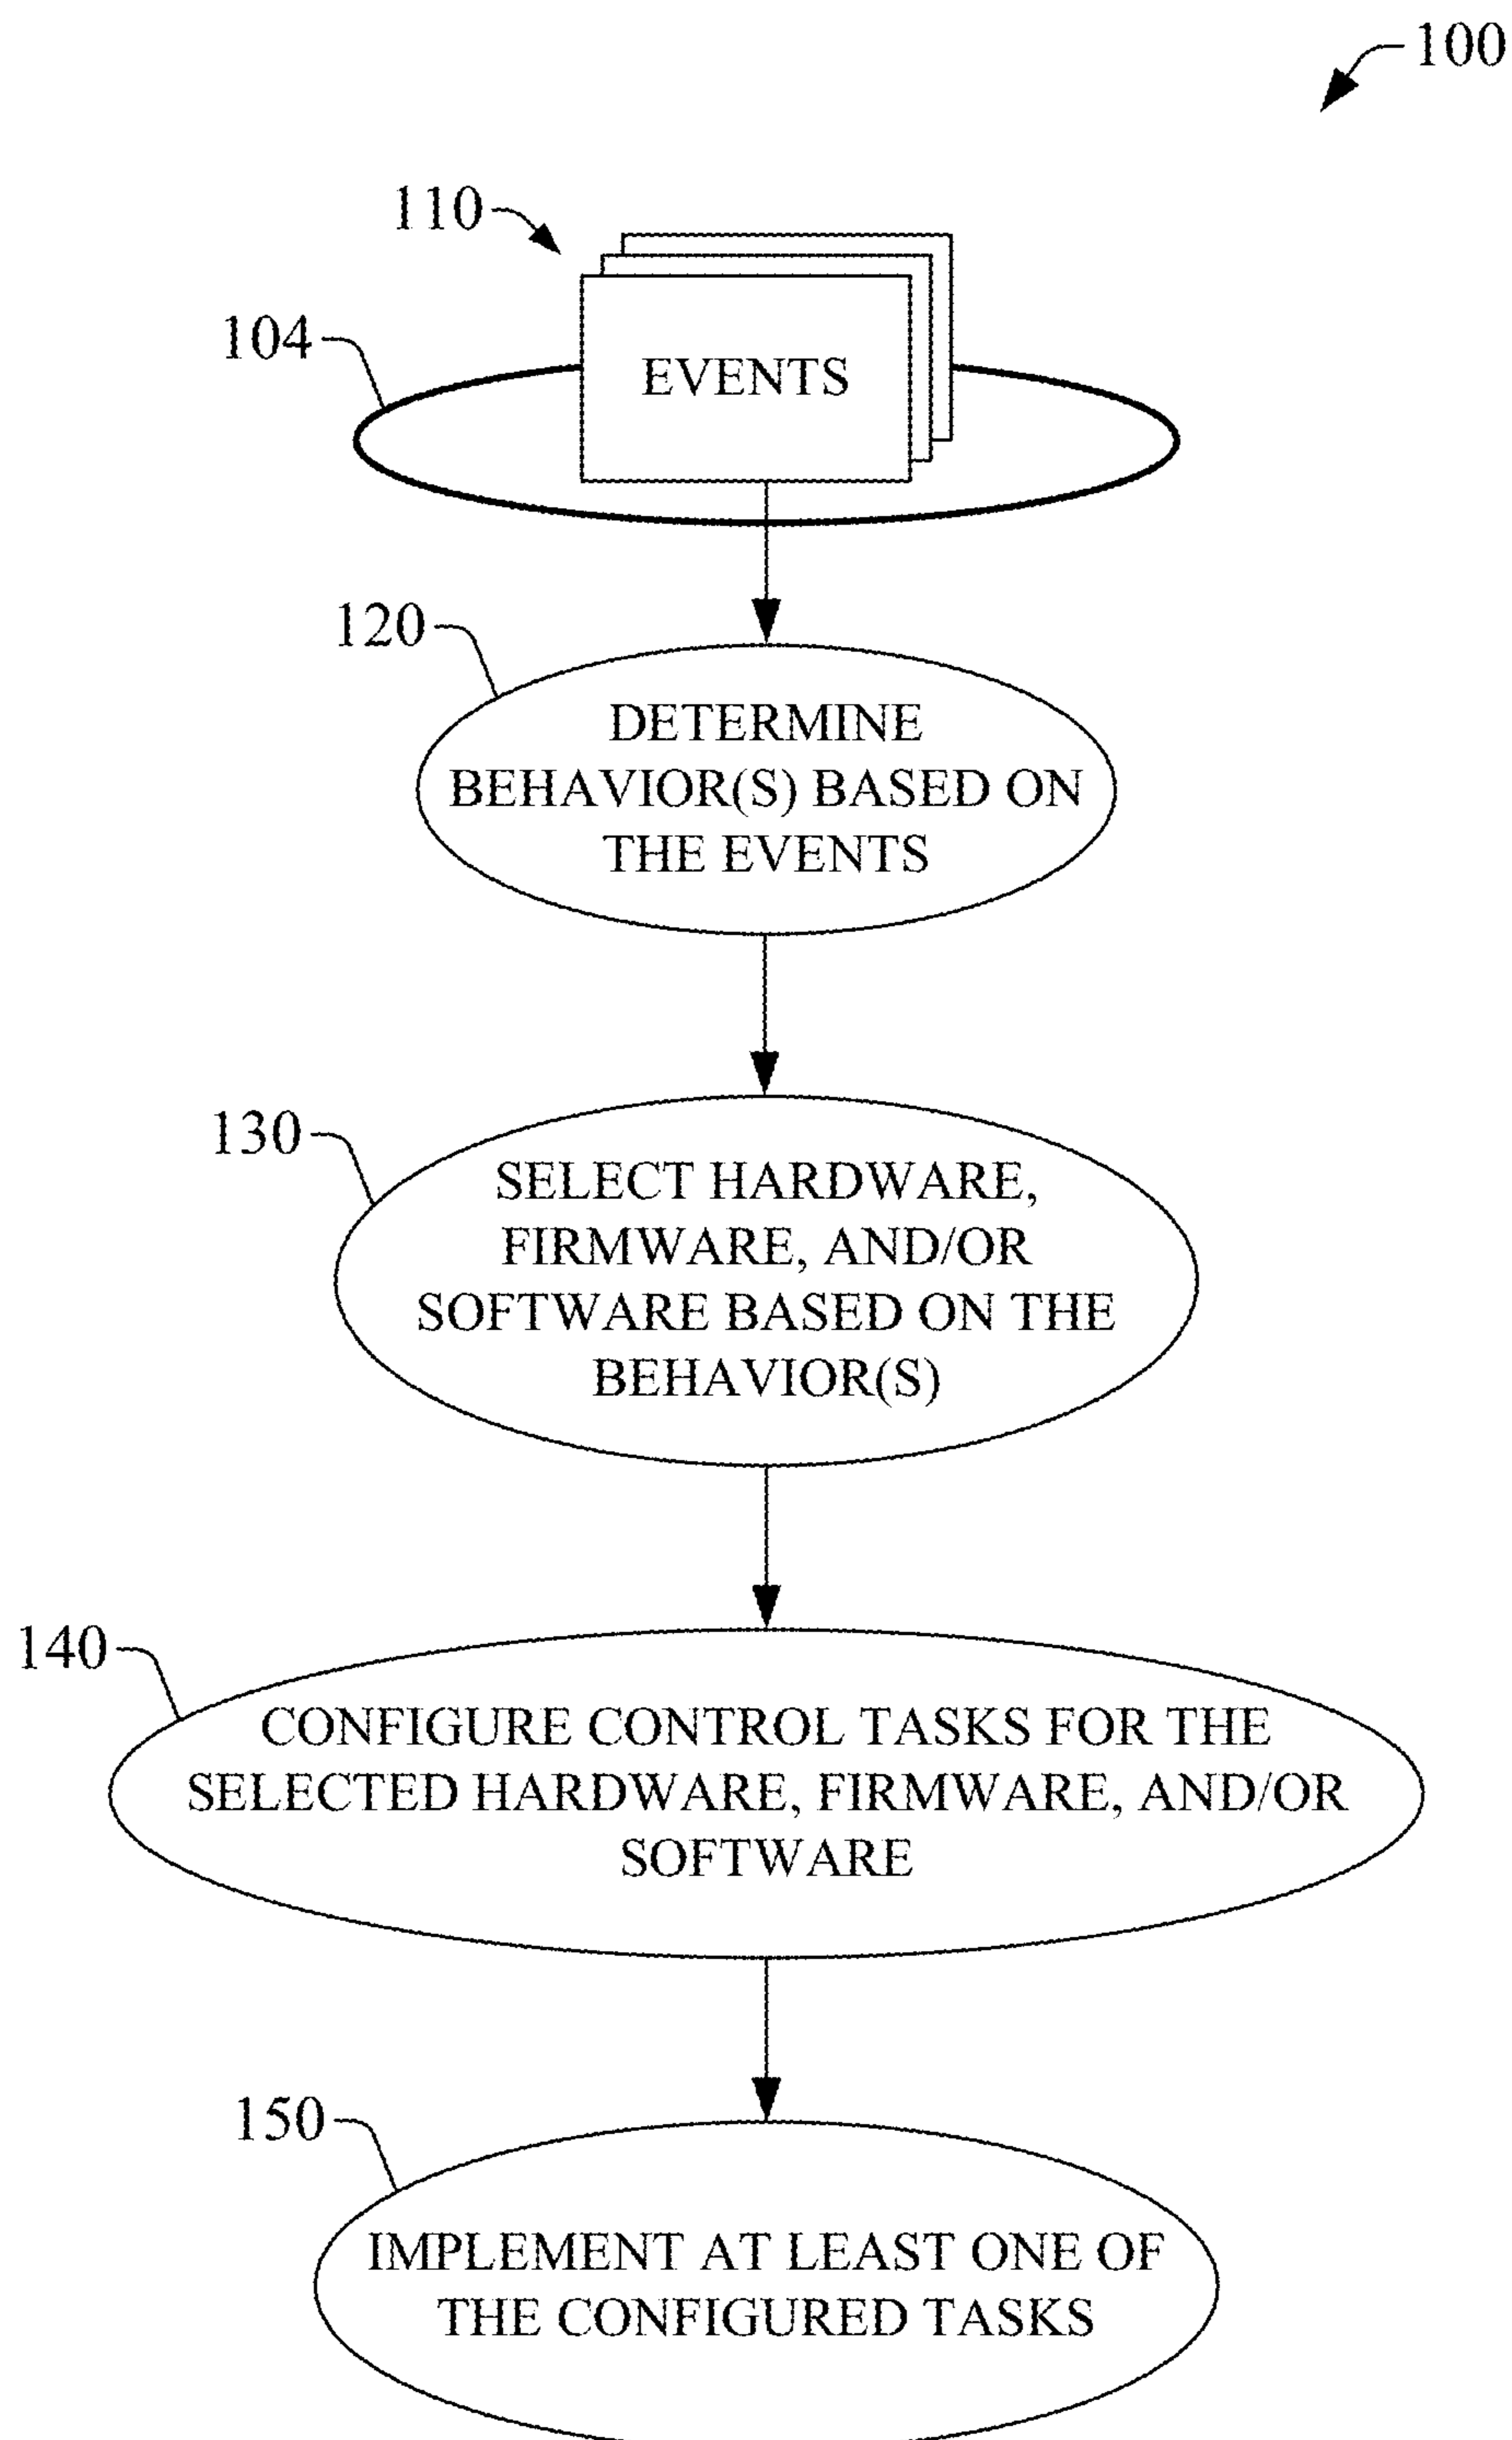 100
110
104
EVENTS
120
DETERMINE
BEHAVIOR(S) BASED ON
THE EVENTS
130
SELECT HARDWARE,
FIRMWARE, AND/OR
SOFTWARE BASED ON THE
BEHAVIOR(S)
140
CONFIGURE CONTROL TASKS FOR THE
SELECTED HARDWARE, FIRMWARE, AND/OR
SOFTWARE
150
IMPLEMENT AT LEAST ONE OF
THE CONFIGURED TASKS